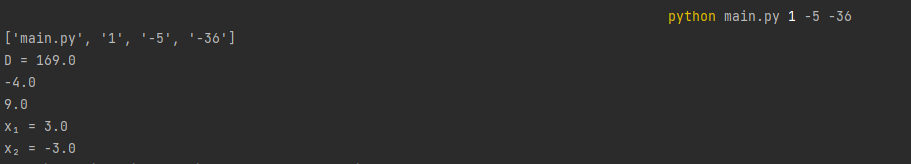 python main.py 1 -5 -36
['main.py', '1', '-5', '-36']
D = 169.0
-4.0
9.0
x₁ = 3.0
x₂ = -3.0